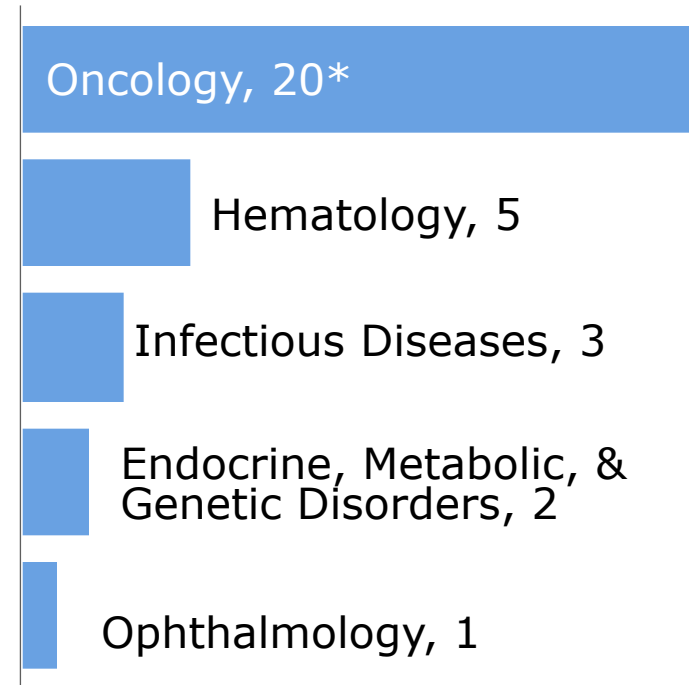 Oncology, 20*
Hematology, 5
Infectious Diseases, 3
Endocrine, Metabolic, &
Genetic Disorders, 2
Ophthalmology, 1